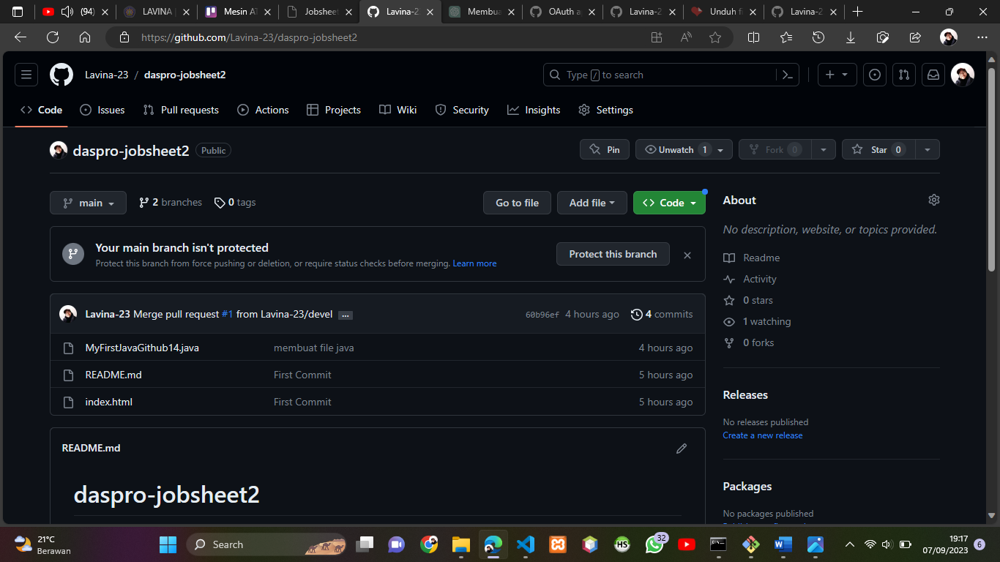 (94)
LAVINA
Mesin A
Jobshee
Lavina-2
Membua
OAuth a
Lavina-2
Unduh f
Lavina-2
https://github.com/Lavina-23/daspro-jobsheet2
Lavina-23 / daspro-jobsheet2
Type / to search
Code Issues Pull requests Actions Projects Wiki Security Insights Settings
daspro-jobsheet2 Public
Pin Unwatch 1 Fork 0 Star 0
main 2 branches 0 tags
Go to file Add file Code
Your main branch isn't protected
Protect this branch from force pushing or deletion, or require status checks before merging. Learn more
Protect this branch
Lavina-23 Merge pull request #1 from Lavina-23/devel ... 60b96ef 4 hours ago 4 commits
MyFirstJavaGithub14.java membuat file java 4 hours ago
README.md First Commit 5 hours ago
index.html First Commit 5 hours ago
README.md
daspro-jobsheet2
About
No description, website, or topics provided.
Readme
Activity
0 stars
1 watching
0 forks
Releases
No releases published
Create a new release
Packages
No packages published
21°C
Berawan
Search
HS
32
19:17
07/09/2023
6